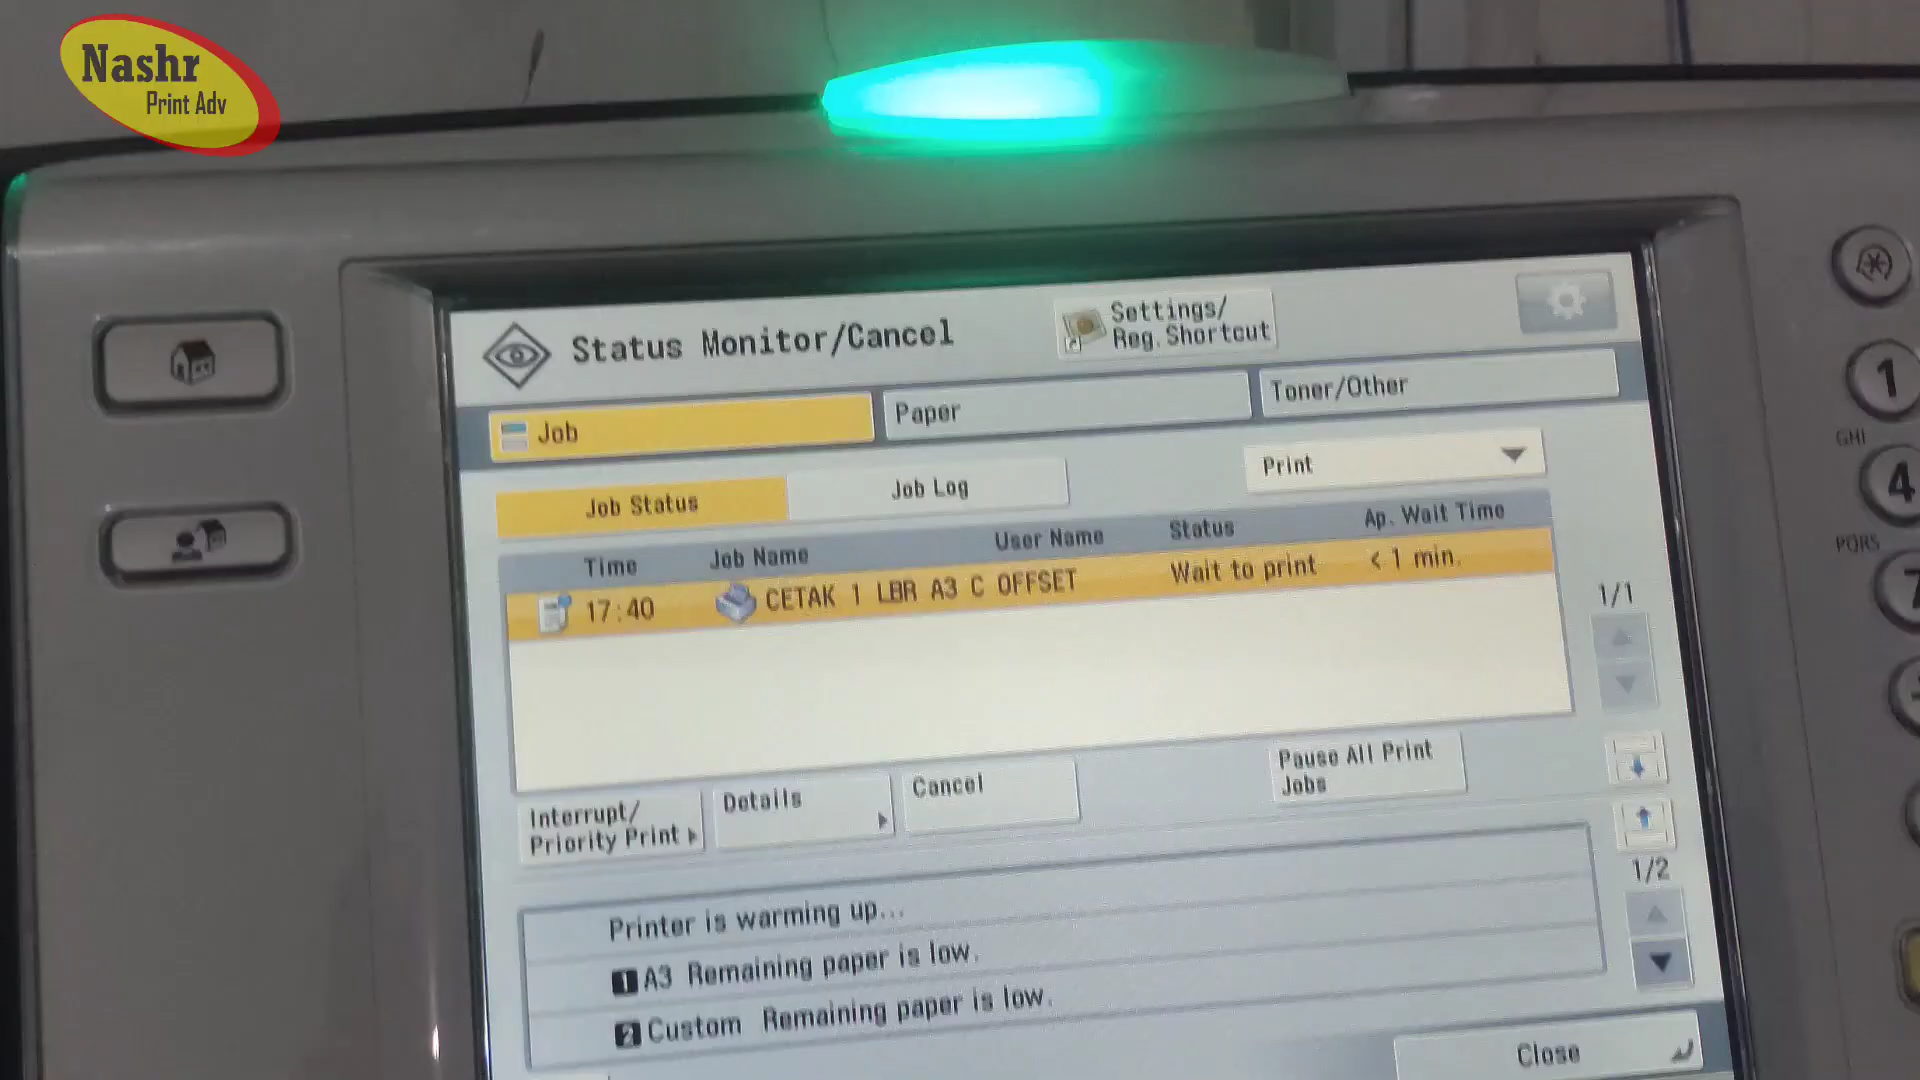 Nashr
Print Adv
Status Monitor/Cancel
Settings/
Reg. Shortcut
Job
Paper
Toner/Other
Job Status
Job Log
Print
Time
Job Name
User Name
Status
Ap. Wait Time
17:40
CETAK 1 LBR A3 C OFFSET
Wait to print
< 1 min.
1/1
Interrupt/
Priority Print
Details
Cancel
Pause All Print
Jobs
1/2
Printer is warming up...
1 A3 Remaining paper is low.
2 Custom Remaining paper is low.
Close
1
GHI
4
PQRS
7